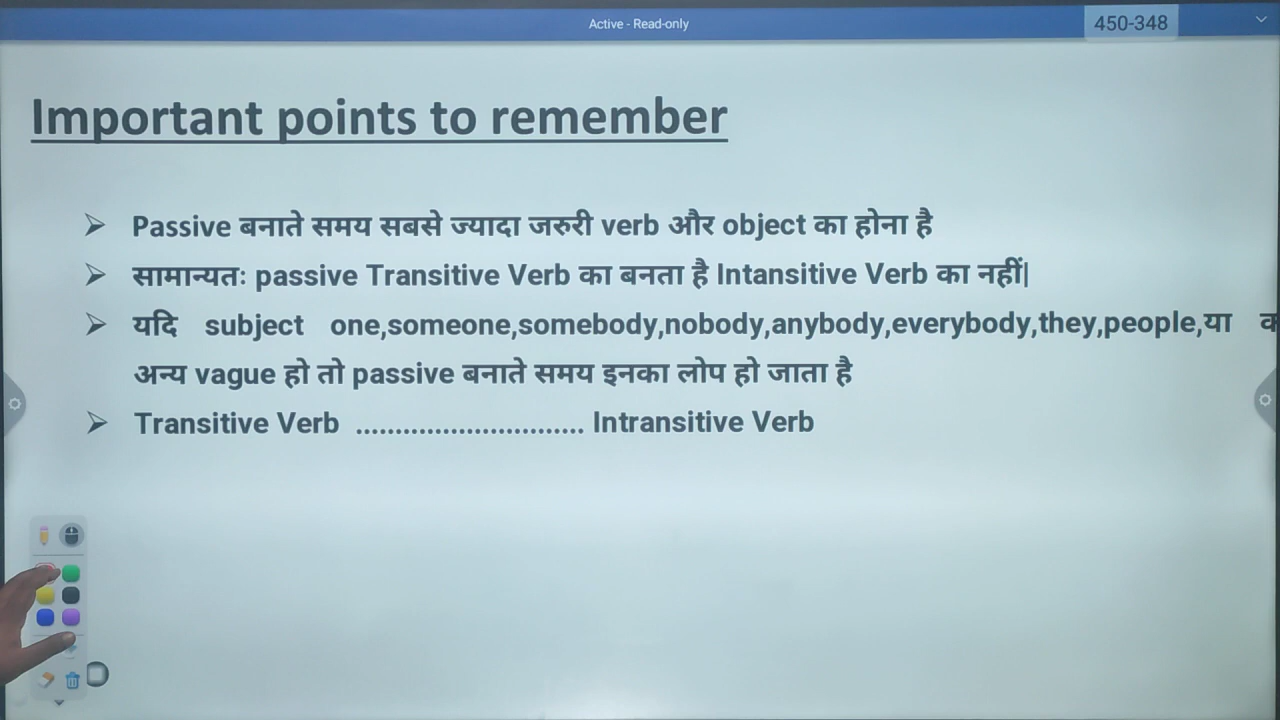 Active - Read-only
450-348
Important points to remember
➢ Passive बनाते समय सबसे ज्यादा जरुरी verb और object का होना है
➢ सामान्यतः passive Transitive Verb का बनता है Intansitive Verb का नहीं|
➢ यदि subject one,someone,somebody,nobody,anybody,everybody,they,people,या
अन्य vague हो तो passive बनाते समय इनका लोप हो जाता है
➢ Transitive Verb ............................. Intransitive Verb